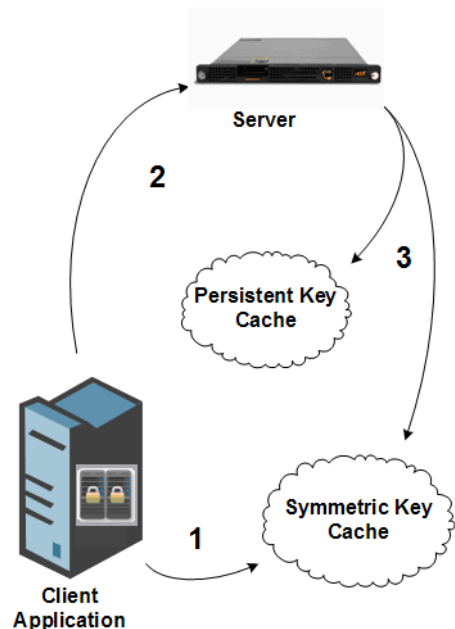 Server
2
3
Persistent Key
Cache
Symmetric Key
Cache
1
Client
Application